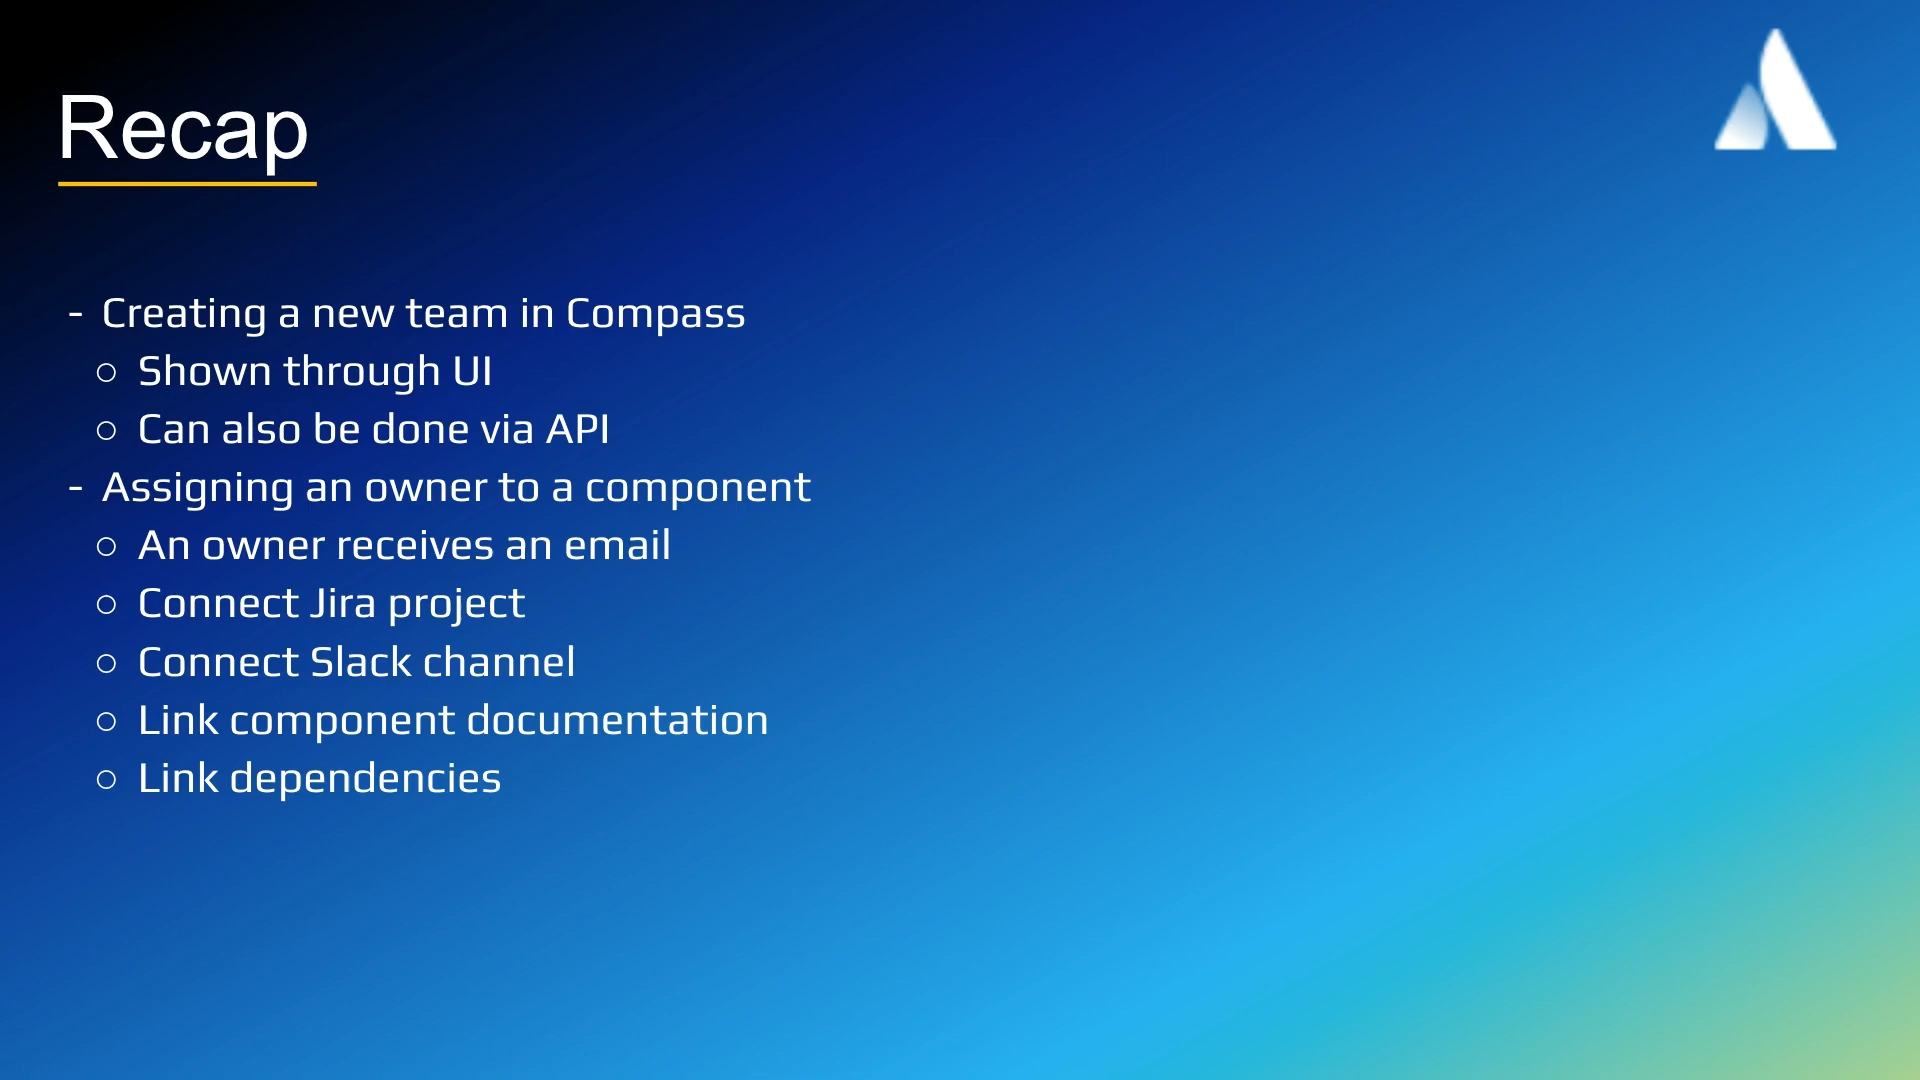 Recap
- Creating a new team in Compass
○ Shown through UI
○ Can also be done via API
- Assigning an owner to a component
○ An owner receives an email
○ Connect Jira project
○ Connect Slack channel
○ Link component documentation
○ Link dependencies